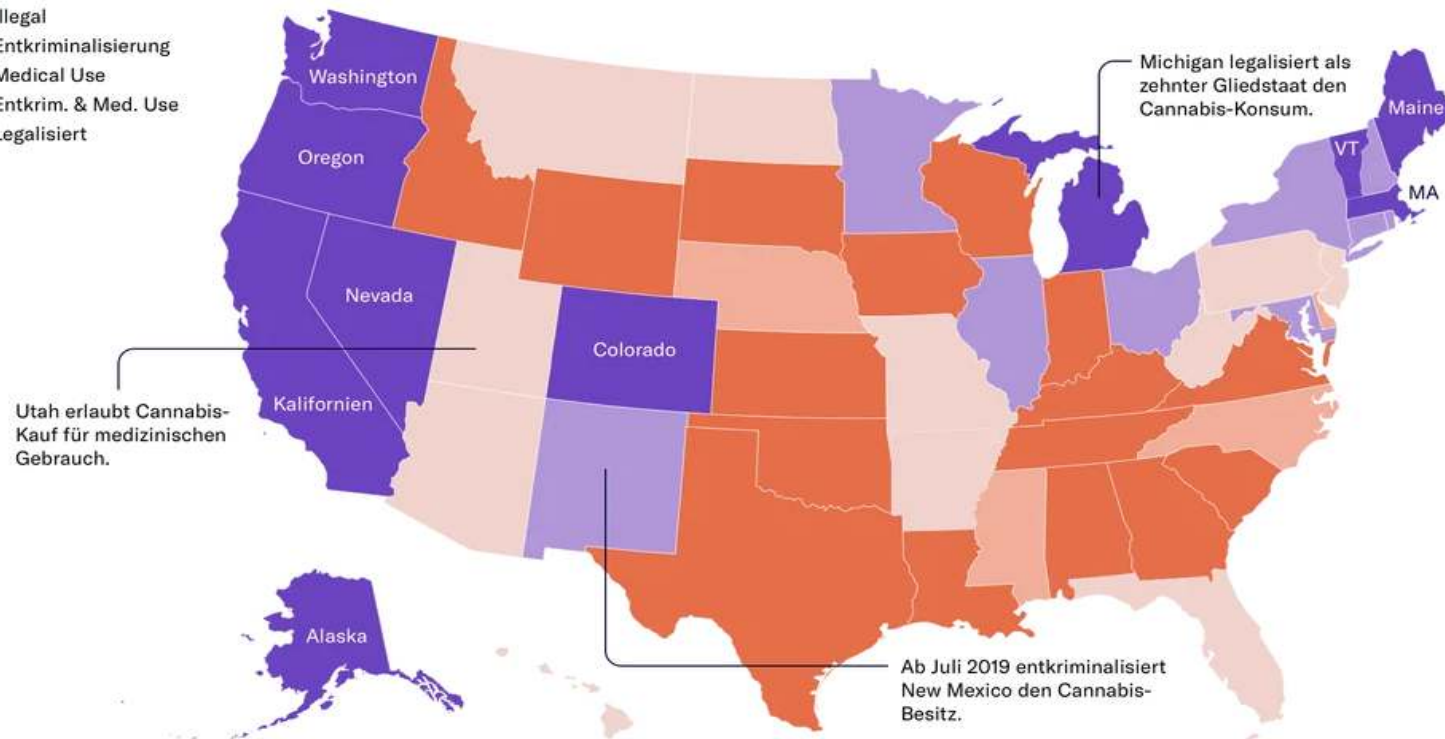 llegal
Entkriminalisierung
Medical Use
Entkrim. & Med. Use
Legalisiert
Washington
Oregon
Nevada
Kalifornien
Colorado
Alaska
Maine
VT
MA
Michigan legalisiert als
zehnter Gliedstaat den
Cannabis-Konsum.
Utah erlaubt Cannabis-
Kauf für medizinischen
Gebrauch.
Ab Juli 2019 entkriminalisiert
New Mexico den Cannabis-
Besitz.